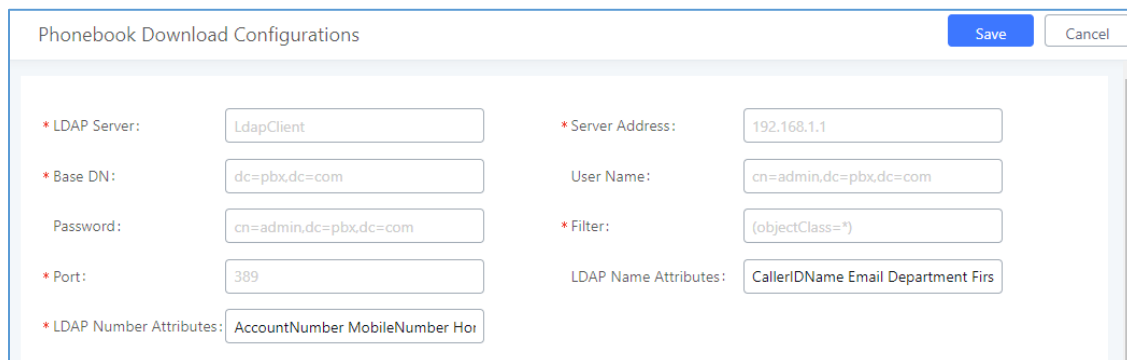 Phonebook Download Configurations
Save
Cancel
* LDAP Server: LdapClient
* Server Address: 192.168.1.1
* Base DN: dc=pbx,dc=com
User Name: cn=admin,dc=pbx,dc=com
Password: cn=admin,dc=pbx,dc=com
* Filter: (objectClass=*)
* Port: 389
LDAP Name Attributes: CallerIDName Email Department Firs
* LDAP Number Attributes: AccountNumber MobileNumber Hor